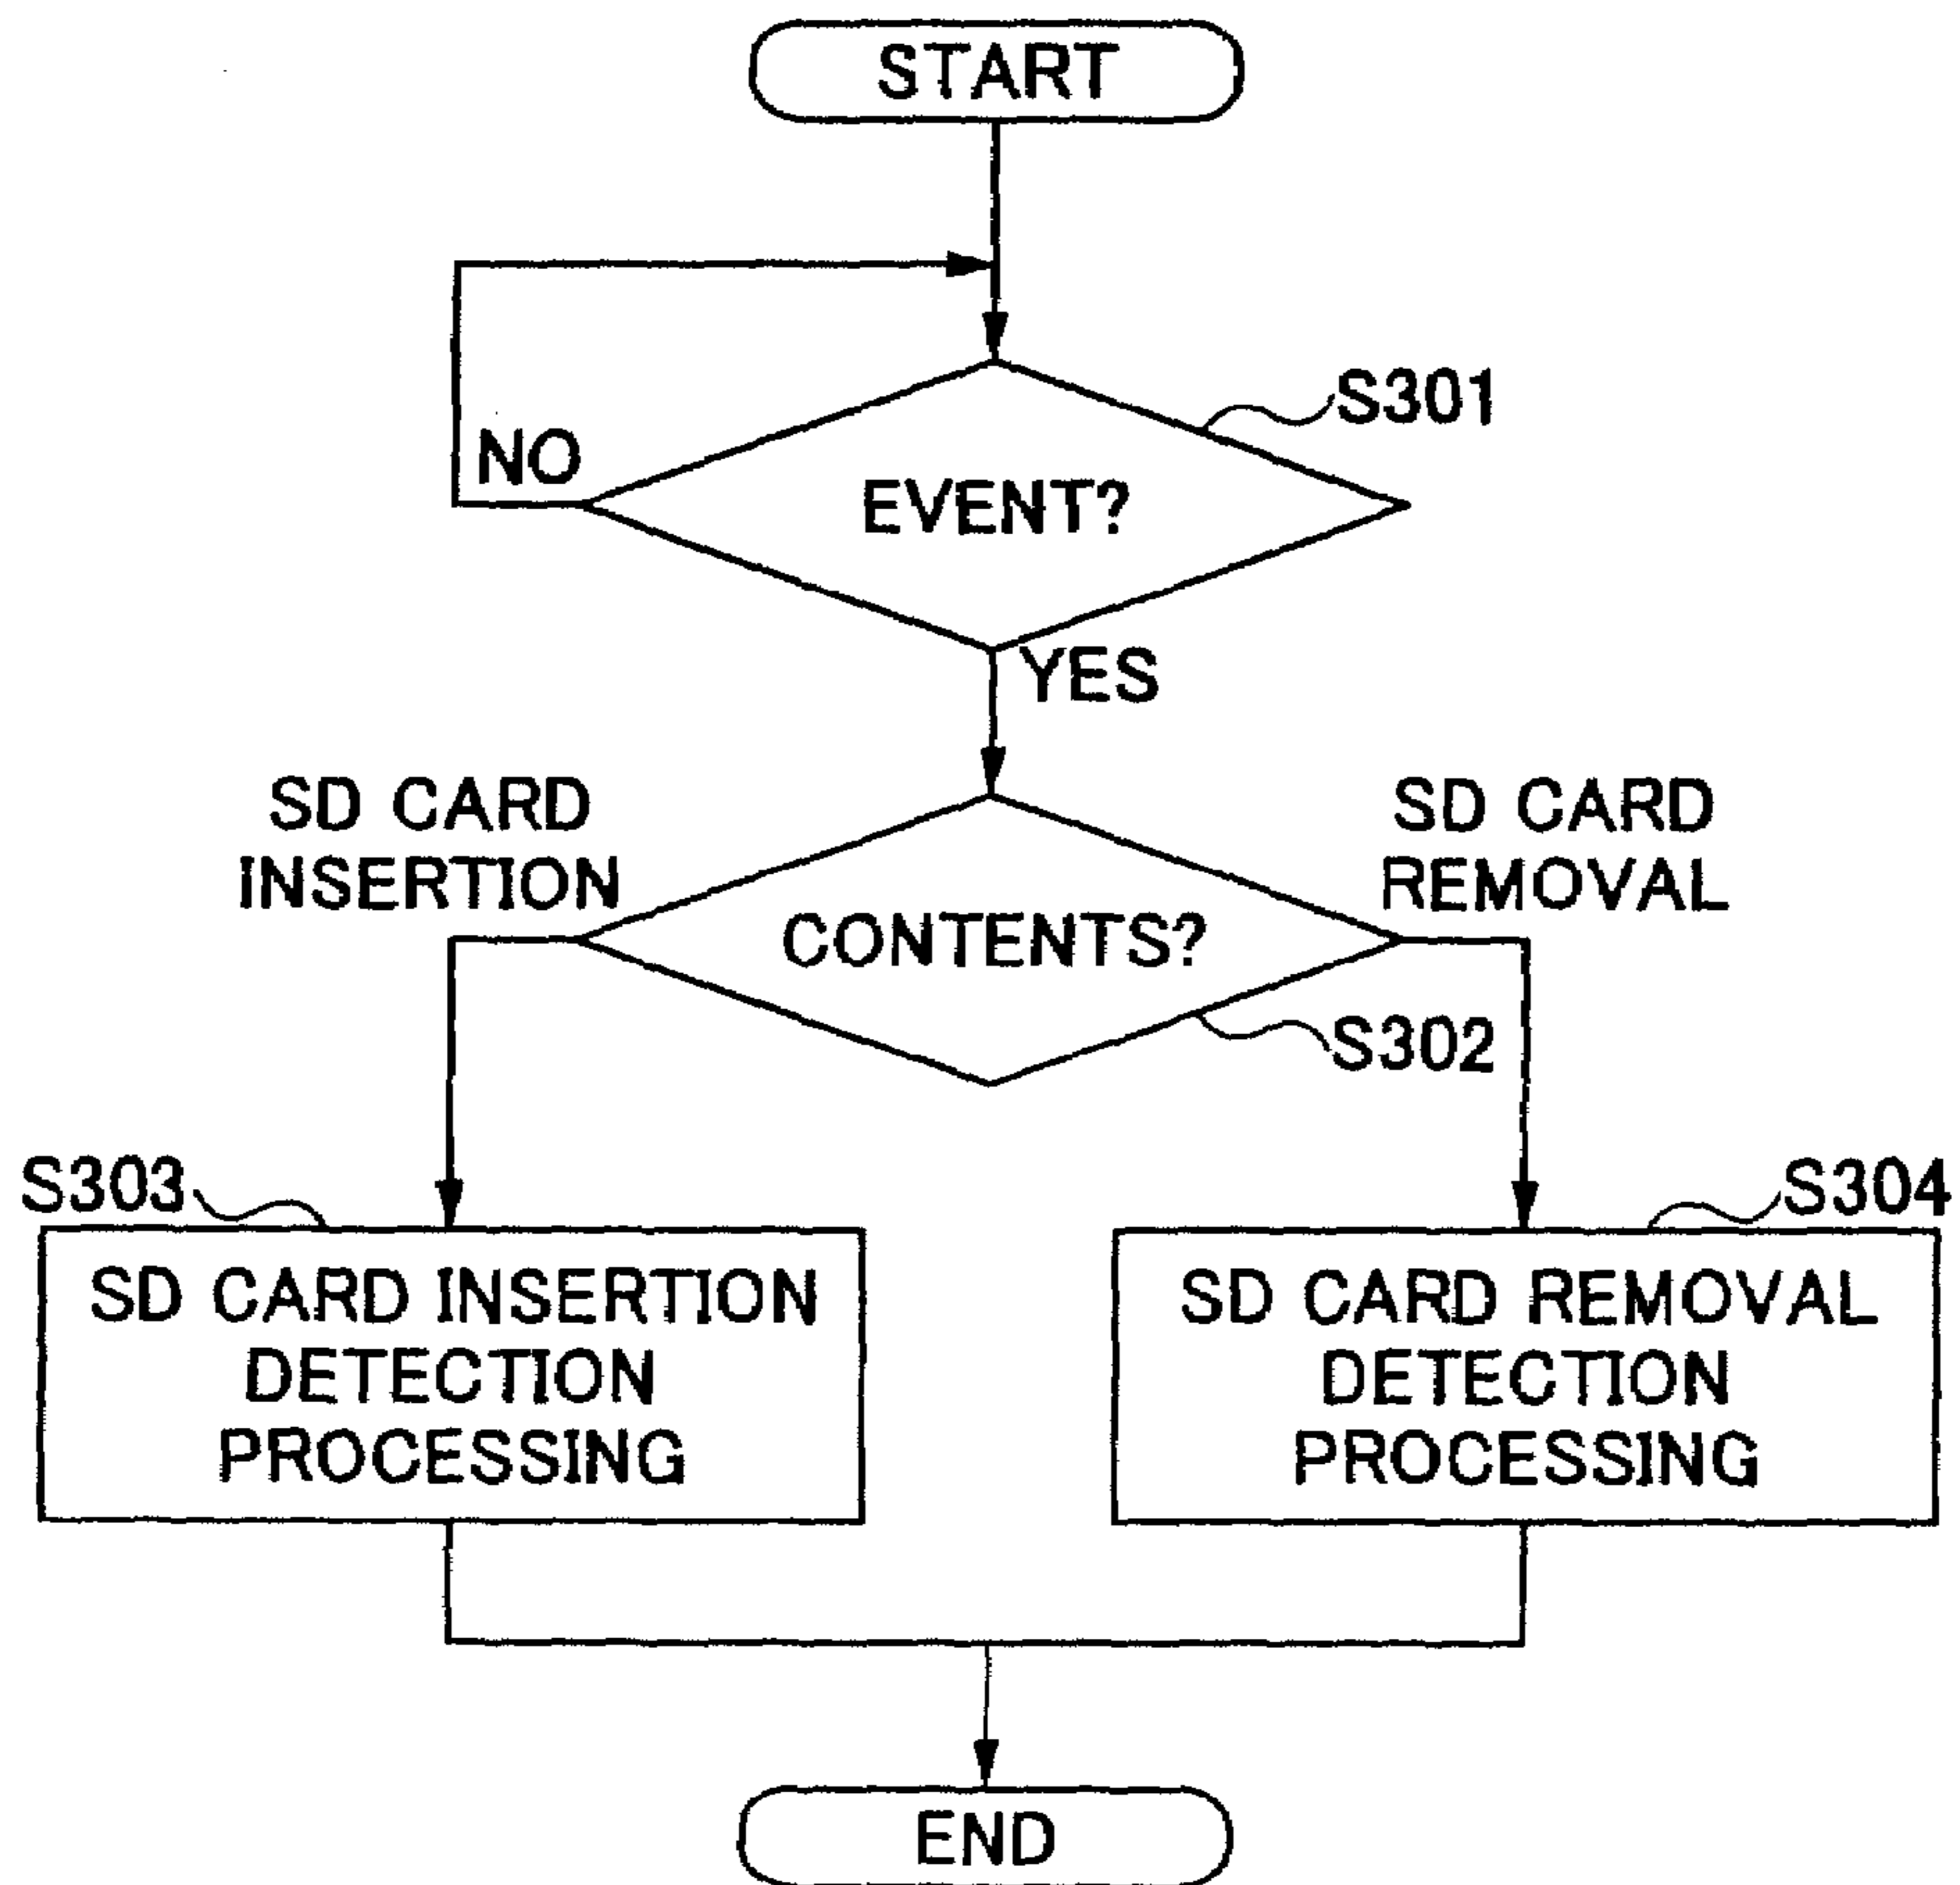 START
S301
NO
EVENT?
YES
SD CARD
INSERTION
SD CARD
REMOVAL
CONTENTS?
S302
S303
S304
SD CARD INSERTION
DETECTION
PROCESSING
SD CARD REMOVAL
DETECTION
PROCESSING
END